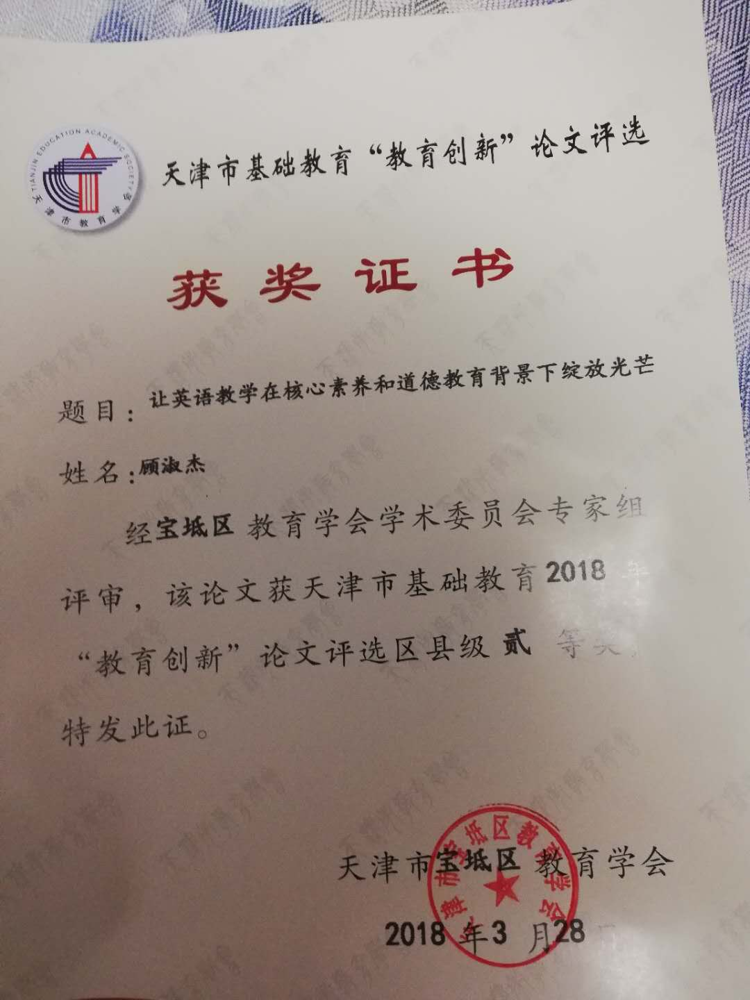 TIANJIN EDUCATION ACADEMIC SOCIETY
天津市教育学会
天津市基础教育“教育创新”论文评选
获奖证书
题目：让英语教学在核心素养和道德教育背景下绽放光芒
姓名：顾淑杰
经宝坻区教育学会学术委员会专家组
评审，该论文获天津市基础教育2018年
“教育创新”论文评选区县级贰等奖，
特发此证。
天津市宝坻区教育学会
天津市宝坻区教育学会
2018年3月28日